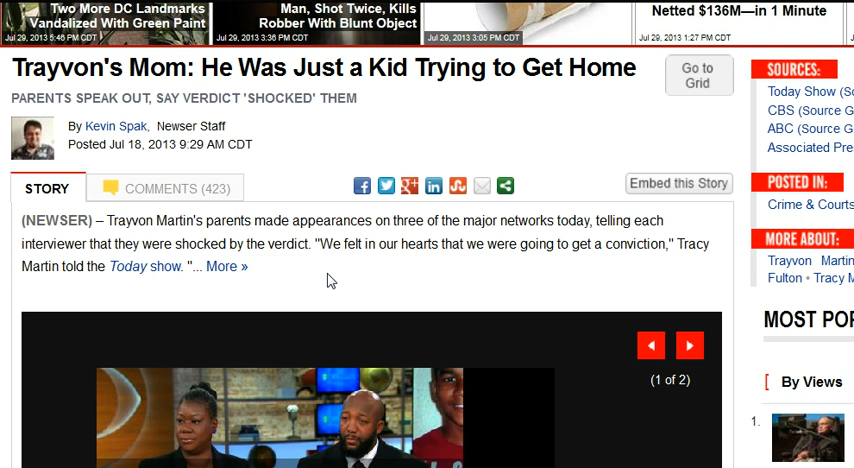 Two More DC Landmarks
Vandalized With Green Paint
Jul 29, 2013 5:46 PM CDT
Man, Shot Twice, Kills
Robber With Blunt Object
Jul 29, 2013 3:36 PM CDT
Jul 29, 2013 3:05 PM CDT
Netted $136M—in 1 Minute
Jul 29, 2013 1:27 PM CDT
Trayvon's Mom: He Was Just a Kid Trying to Get Home
Go to
Grid
PARENTS SPEAK OUT, SAY VERDICT 'SHOCKED' THEM
By Kevin Spak, Newser Staff
Posted Jul 18, 2013 9:29 AM CDT
STORY
COMMENTS (423)
Embed this Story
(NEWSER) – Trayvon Martin's parents made appearances on three of the major networks today, telling each
interviewer that they were shocked by the verdict. "We felt in our hearts that we were going to get a conviction," Tracy
Martin told the Today show. "... More »
(1 of 2)
SOURCES:
Today Show (So
CBS (Source G
ABC (Source G
Associated Pre
POSTED IN:
Crime & Courts
MORE ABOUT:
Trayvon Martin
Fulton • Tracy M
MOST POP
[ By Views
1.